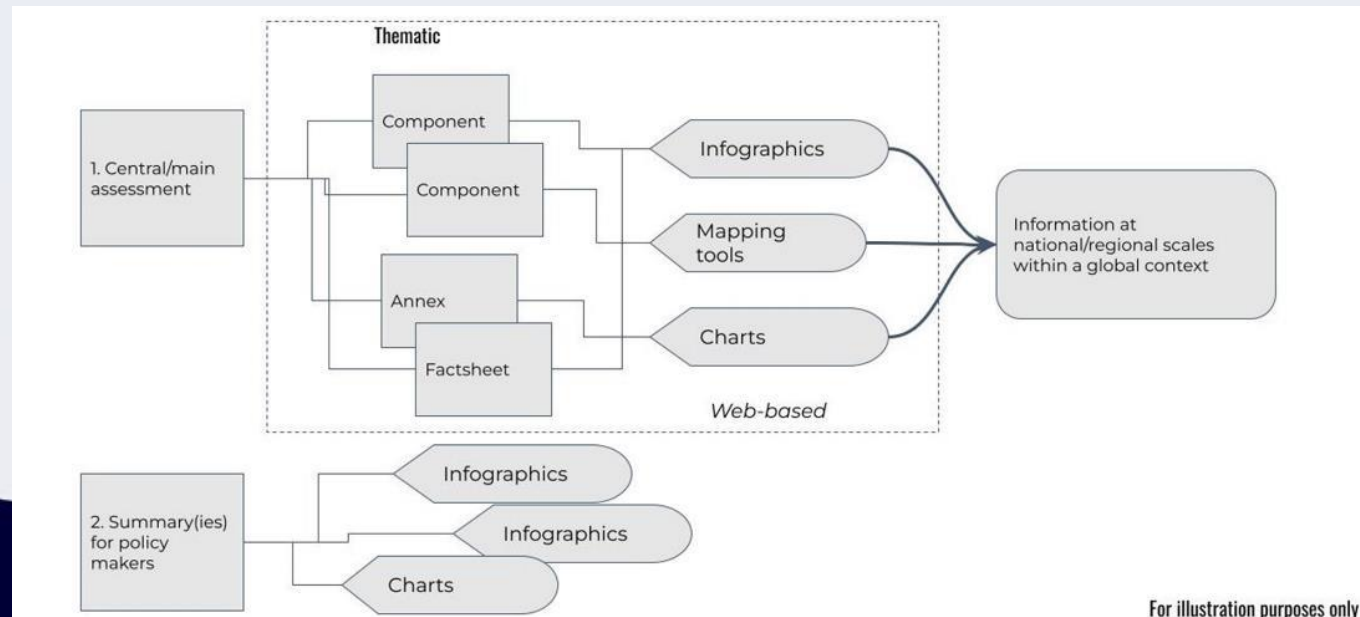 Thematic
Component
Component
1. Central/main
assessment
Annex
Factsheet
Infographics
Mapping
tools
Charts
Web-based
Information at
national/regional scales
within a global context
2. Summary(ies)
for policy
makers
Infographics
Infographics
Charts
For illustration purposes only